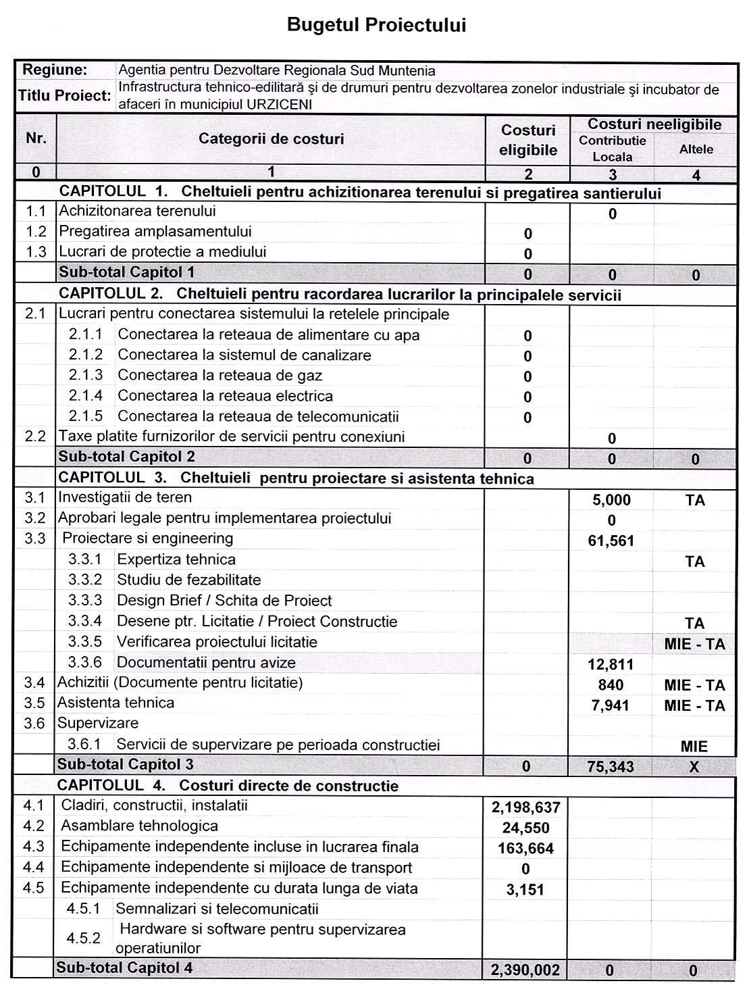 Bugetul Proiectului
Regiune: Agentia pentru Dezvoltare Regionala Sud Muntenia
Titlu Proiect: Infrastructura tehnico-edilitară şi de drumuri pentru dezvoltarea zonelor industriale şi incubator de
afaceri în municipiul URZICENI
Nr. Categorii de costuri Costuri eligibile Costuri neeligibile
Contributie Locala Altele
0 1 2 3 4
CAPITOLUL 1. Cheltuieli pentru achizitionarea terenului si pregatirea santierului
1.1 Achizitonarea terenului 0
1.2 Pregatirea amplasamentului 0
1.3 Lucrari de protectie a mediului 0
Sub-total Capitol 1 0 0 0
CAPITOLUL 2. Cheltuieli pentru racordarea lucrarilor la principalele servicii
2.1 Lucrari pentru conectarea sistemului la retelele principale
2.1.1 Conectarea la reteaua de alimentare cu apa 0
2.1.2 Conectarea la sistemul de canalizare 0
2.1.3 Conectarea la reteaua de gaz 0
2.1.4 Conectarea la reteaua electrica 0
2.1.5 Conectarea la reteaua de telecomunicatii 0
2.2 Taxe platite furnizorilor de servicii pentru conexiuni 0
Sub-total Capitol 2 0 0 0
CAPITOLUL 3. Cheltuieli pentru proiectare si asistenta tehnica
3.1 Investigatii de teren 5,000 TA
3.2 Aprobari legale pentru implementarea proiectului 0
3.3 Proiectare si engineering 61,561
3.3.1 Expertiza tehnica TA
3.3.2 Studiu de fezabilitate
3.3.3 Design Brief / Schita de Proiect
3.3.4 Desene ptr. Licitatie / Proiect Constructie TA
3.3.5 Verificarea proiectului licitatie MIE - TA
3.3.6 Documentatii pentru avize 12,811
3.4 Achizitii (Documente pentru licitatie) 840 MIE - TA
3.5 Asistenta tehnica 7,941 MIE - TA
3.6 Supervizare
3.6.1 Servicii de supervizare pe perioada constructiei MIE
Sub-total Capitol 3 0 75,343 X
CAPITOLUL 4. Costuri directe de constructie
4.1 Cladiri, constructii, instalatii 2,198,637
4.2 Asamblare tehnologica 24,550
4.3 Echipamente independente incluse in lucrarea finala 163,664
4.4 Echipamente independente si mijloace de transport 0
4.5 Echipamente independente cu durata lunga de viata 3,151
4.5.1 Semnalizari si telecomunicatii
4.5.2 Hardware si software pentru supervizarea
operatiunilor
Sub-total Capitol 4 2,390,002 0 0